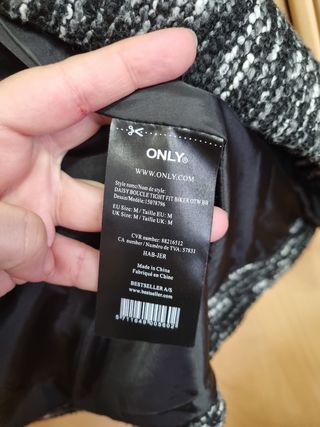 ONLY®
WWW.ONLY.COM
Style name/Nom de style:
DAISY BOUCLE TIGHT FIT BIKER OTW BB
Dessin/Modèle: 15078796
EU Size: M / Taille EU: M
UK Size: M / Taille UK: M
CVR number: 88216512
CA number / Numéro de TVA: 57831
HAB-JER
Made in China
Fabriqué en China
BESTSELLER A/S
www.bestseller.com